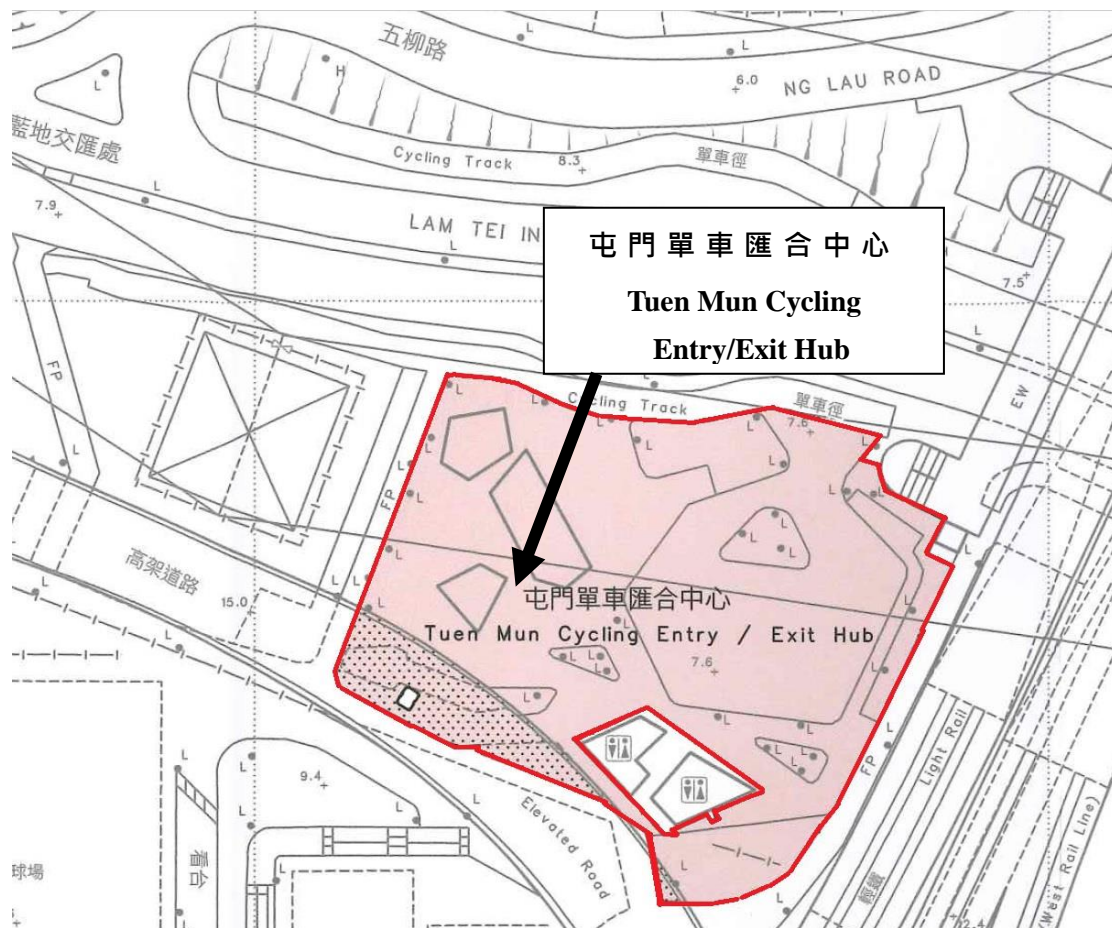 五柳路
L
L
H
L
6.0
NG LAU ROAD
藍地交匯處
Cycling Track
8.3
單車徑
L
L
7.9
LAM TEI IN
L
屯門單車匯合中心
Tuen Mun Cycling
Entry/Exit Hub
7.5
L
FP
EW
L
L
L
Cycling Track
單車徑
7.6
L
L
L
L
L
L
L
L
L
L
FP
L
L
L
L
L
L
高架道路
15.0
L
L
L
L
屯門單車匯合中心
Tuen Mun Cycling Entry / Exit Hub
L
L
L
L
7.6
L
L
L
L
L
L
L
L
FP
Light Rail
L
9.4
L
L
Elevated Road
看台
球場
L
L
L
輕鐵
(West Rail Line)